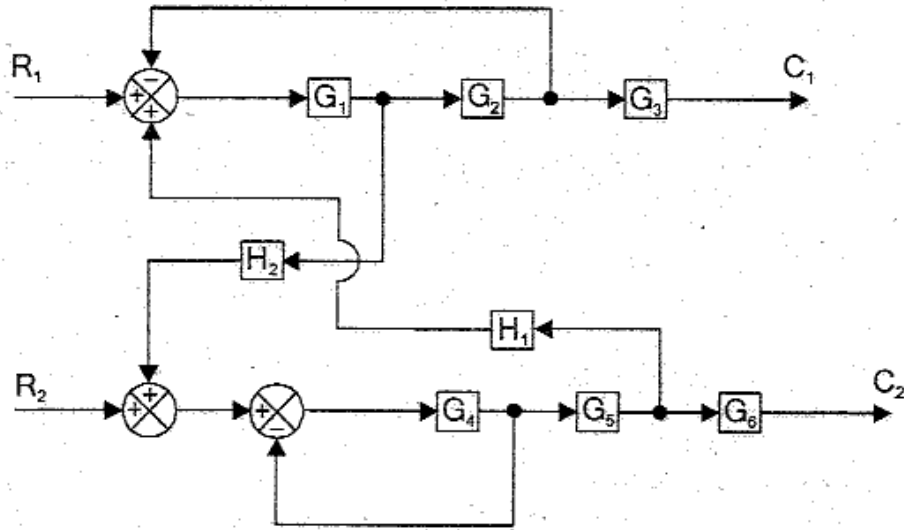 R₁ − + + G₁ G₂ G₃ C₁
H₂
H₁
R₂ + + + − G₄ G₅ G₆ C₂